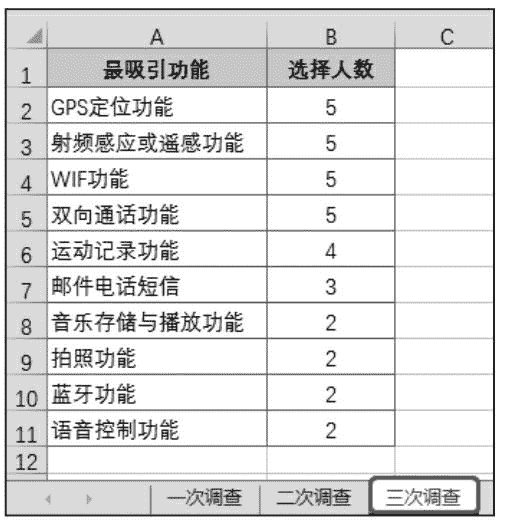 A B C
1 最吸引功能 选择人数
2 GPS定位功能 5
3 射频感应或遥感功能 5
4 WIF功能 5
5 双向通话功能 5
6 运动记录功能 4
7 邮件电话短信 3
8 音乐存储与播放功能 2
9 拍照功能 2
10 蓝牙功能 2
11 语音控制功能 2
12
一次调查 二次调查 三次调查